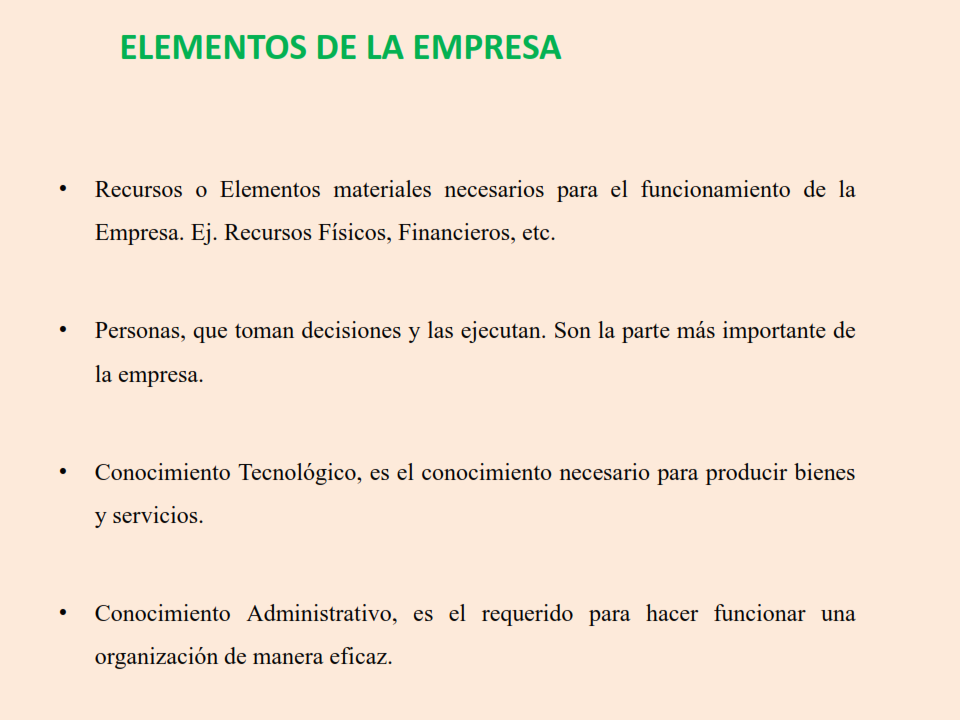 ELEMENTOS DE LA EMPRESA
• Recursos o Elementos materiales necesarios para el funcionamiento de la
Empresa. Ej. Recursos Físicos, Financieros, etc.
• Personas, que toman decisiones y las ejecutan. Son la parte más importante de
la empresa.
• Conocimiento Tecnológico, es el conocimiento necesario para producir bienes
y servicios.
• Conocimiento Administrativo, es el requerido para hacer funcionar una
organización de manera eficaz.